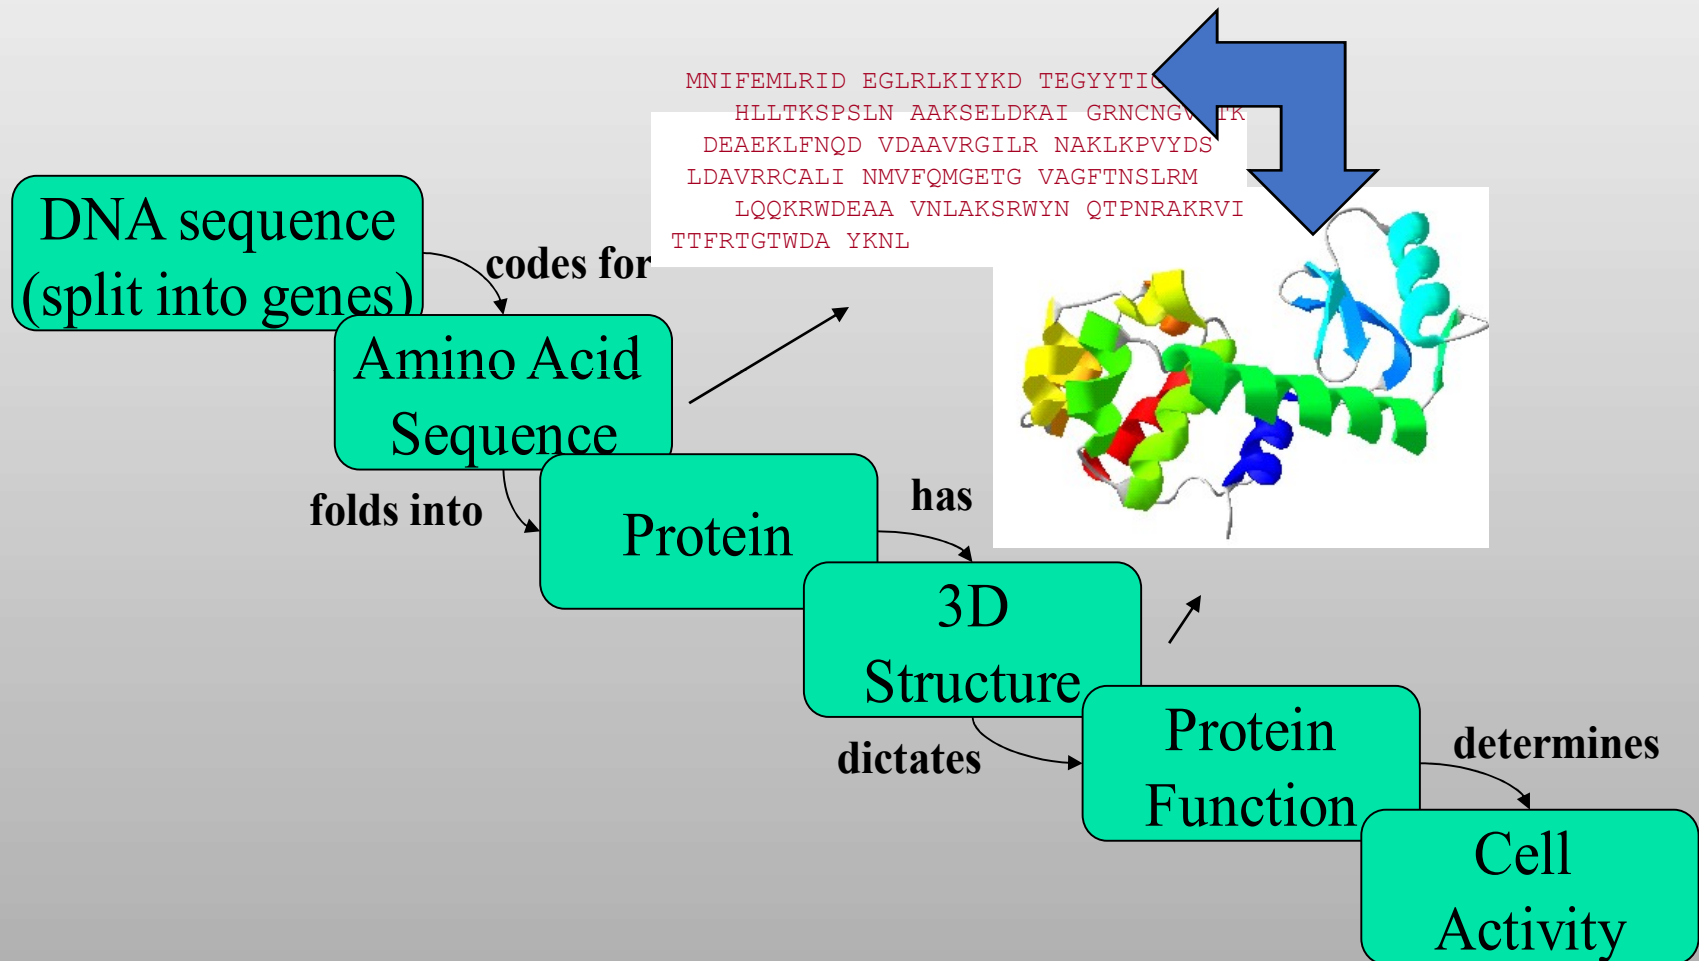 MNIFEMLRID EGLRLKIYKD TEGYYTIG
HLLTKSPSLN AAKSELDKAI GRNCNGV TK
DEAEKLFNQD VDAAVRGILR NAKLKPVYDS
LDAVRRCALI NMVFQMGETG VAGFTNSLRM
LQQKRWDEAA VNLAKSRWYN QTPNRAKRVI
TTFRTGTWDA YKNL
DNA sequence
(split into genes)
codes for
Amino Acid
Sequence
folds into
Protein
has
3D
Structure
dictates
Protein
Function
determines
Cell
Activity